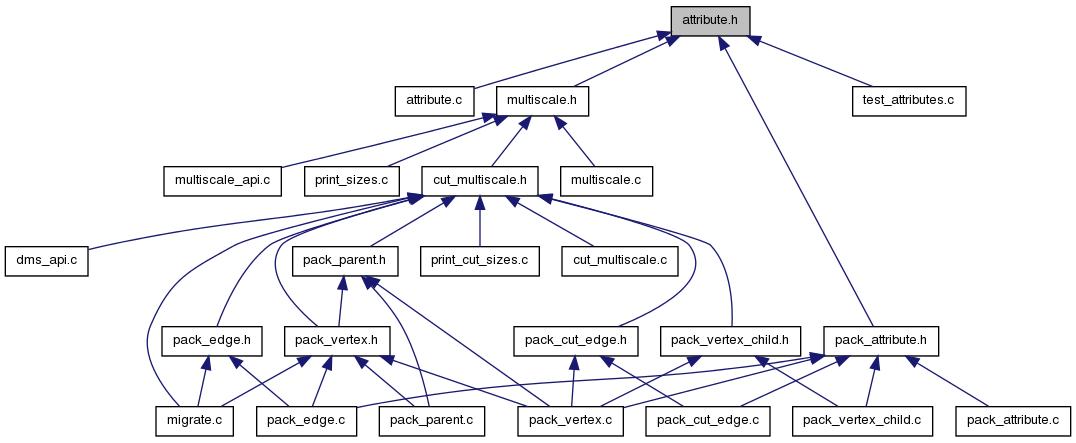 attribute.h
attribute.c
multiscale.h
test_attributes.c
multiscale_api.c
print_sizes.c
cut_multiscale.h
multiscale.c
dms_api.c
pack_parent.h
print_cut_sizes.c
cut_multiscale.c
pack_edge.h
pack_vertex.h
pack_cut_edge.h
pack_vertex_child.h
pack_attribute.h
migrate.c
pack_edge.c
pack_parent.c
pack_vertex.c
pack_cut_edge.c
pack_vertex_child.c
pack_attribute.c